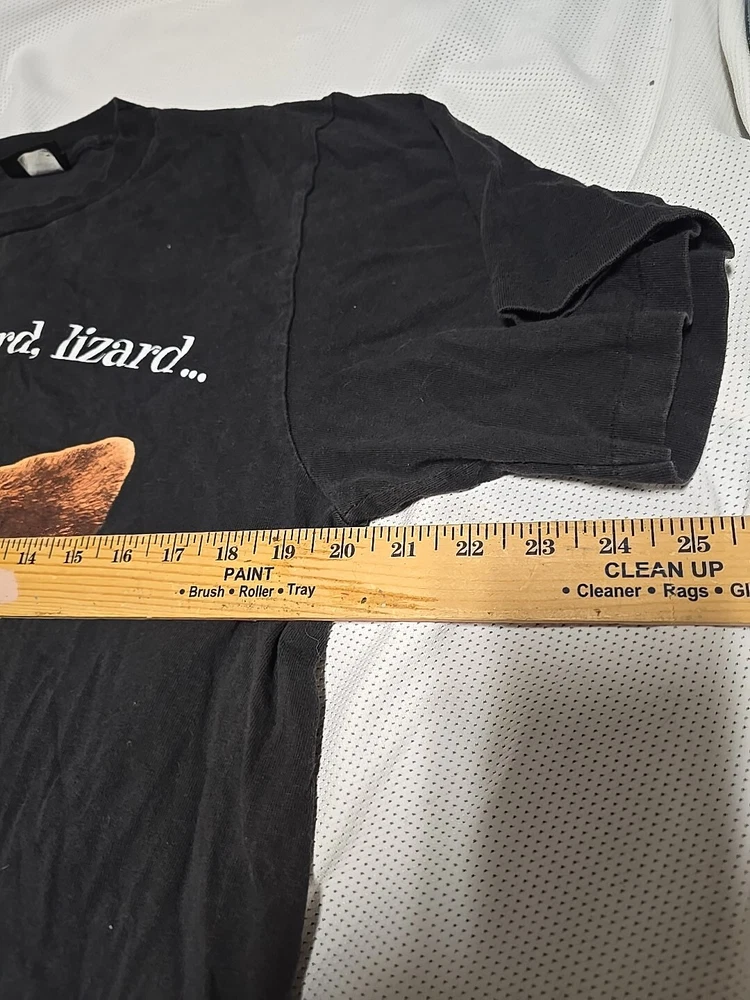 rd, lizard...
14 15 16 17 18 19 20 21 22 23 24 25
PAINT
• Brush • Roller • Tray
CLEAN UP
• Cleaner • Rags • Gl